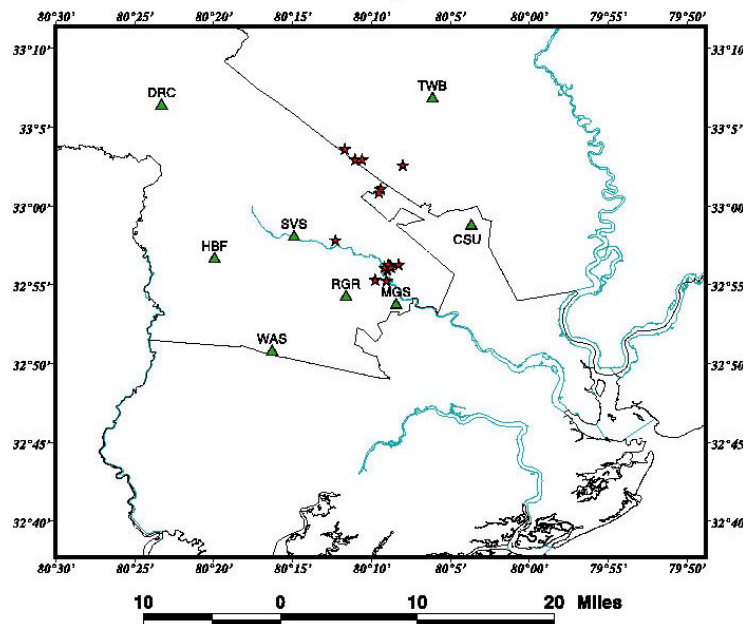 80°30' 80°25' 80°20' 80°15' 80°10' 80°5' 80°00' 79°55' 79°50'
33°10' 33°10'
TWB
DRC
33°5' 33°5'
33°00' 33°00'
SVS
CSU
HBF
32°55' 32°55'
RGR MGS
WAS
32°50' 32°50'
32°45' 32°45'
32°40' 32°40'
80°30' 80°25' 80°20' 80°15' 80°10' 80°5' 80°00' 79°55' 79°50'
10 0 10 20 Miles